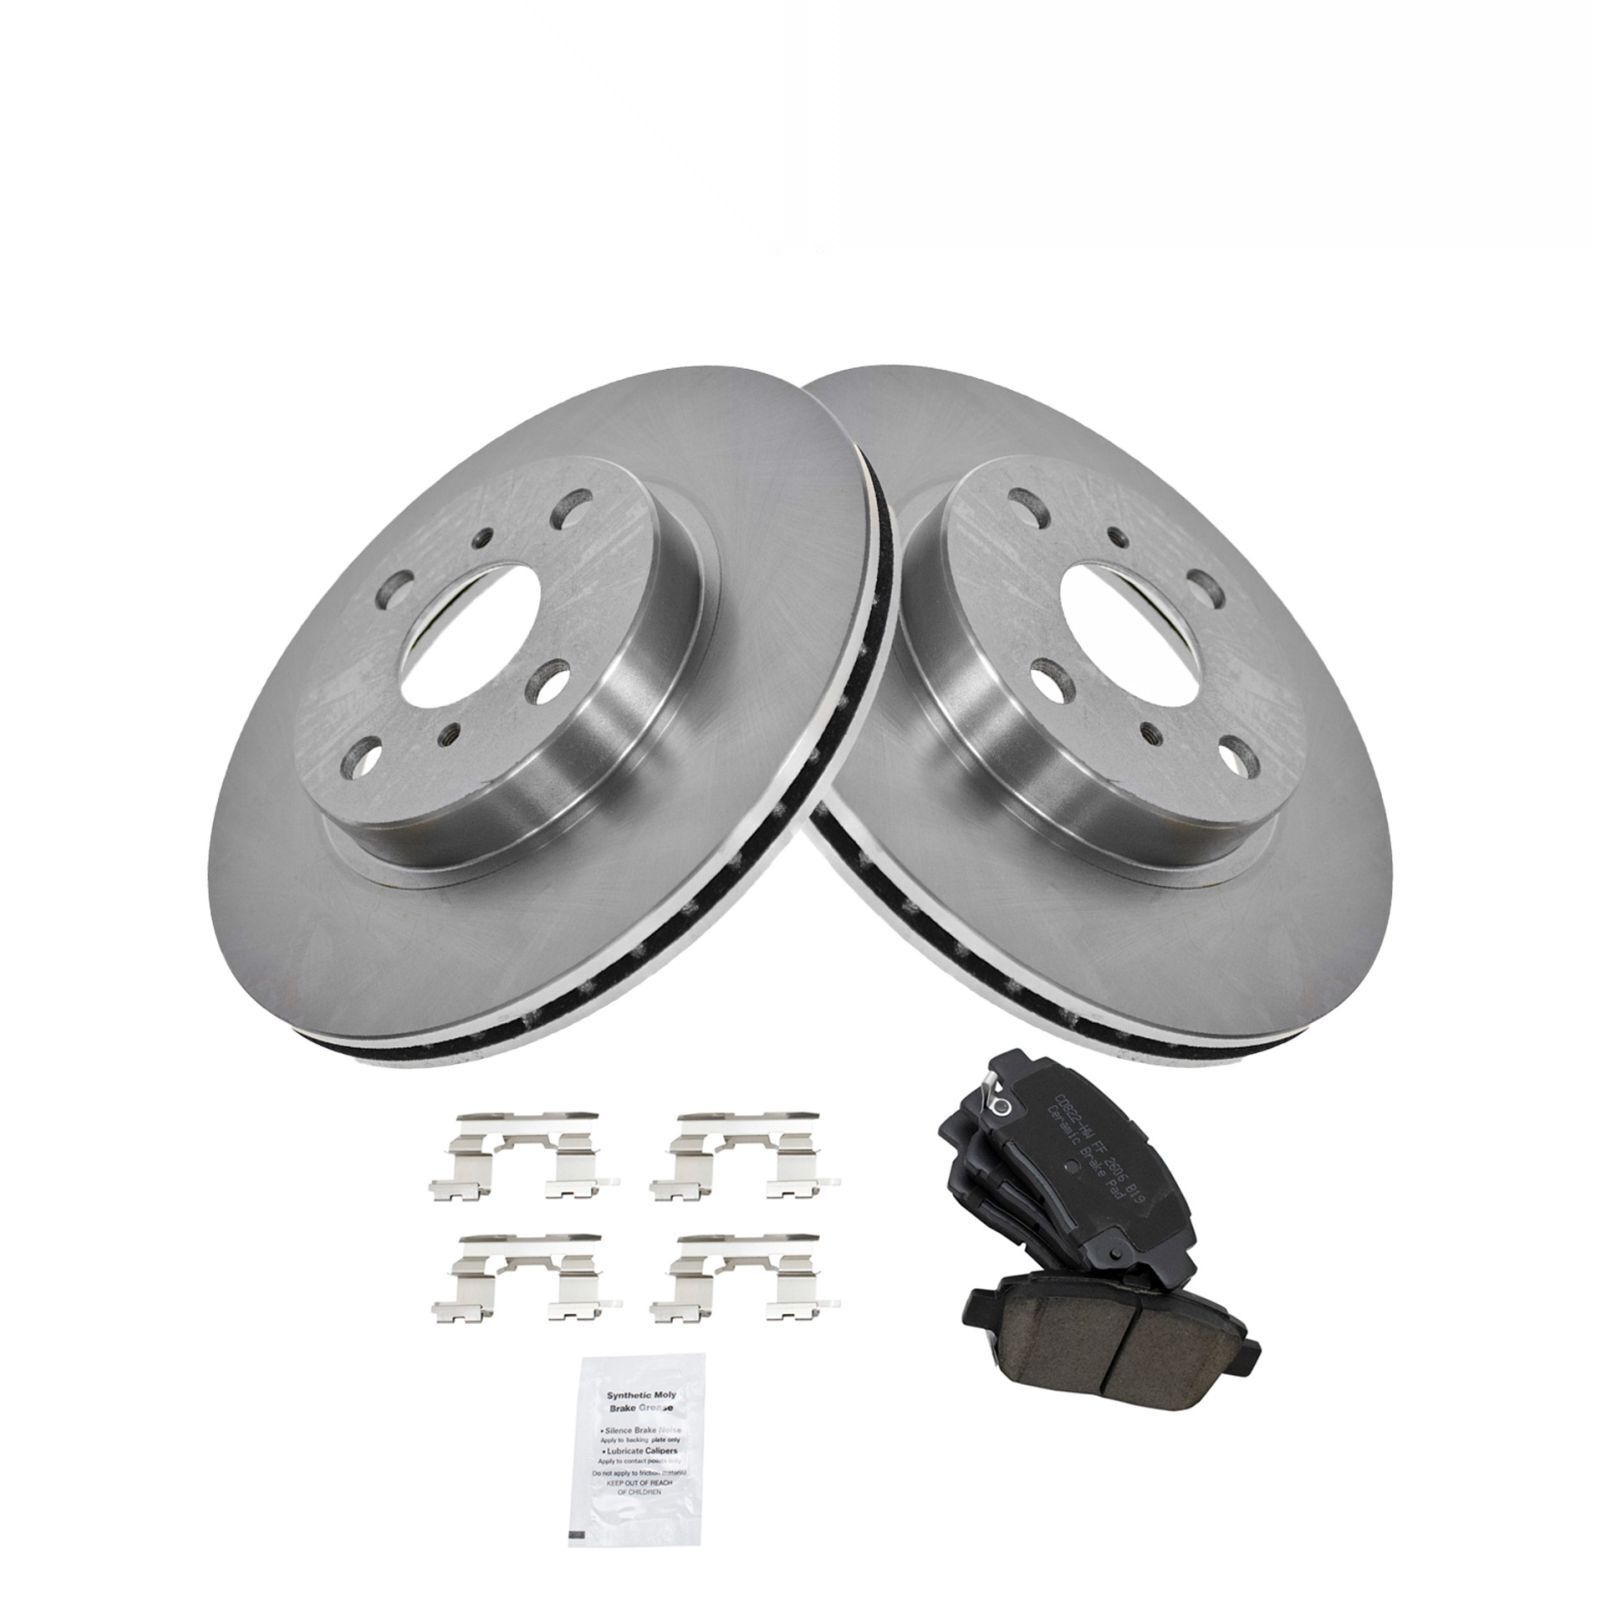 CD822-HW FF 2606 B19
Ceramic Brake Pad
Synthetic Moly
Brake Grease
• Silence Brake Noise
Apply to backing plate only
• Lubricate Calipers
Apply to contact points only
Do not apply to friction material
KEEP OUT OF REACH
OF CHILDREN